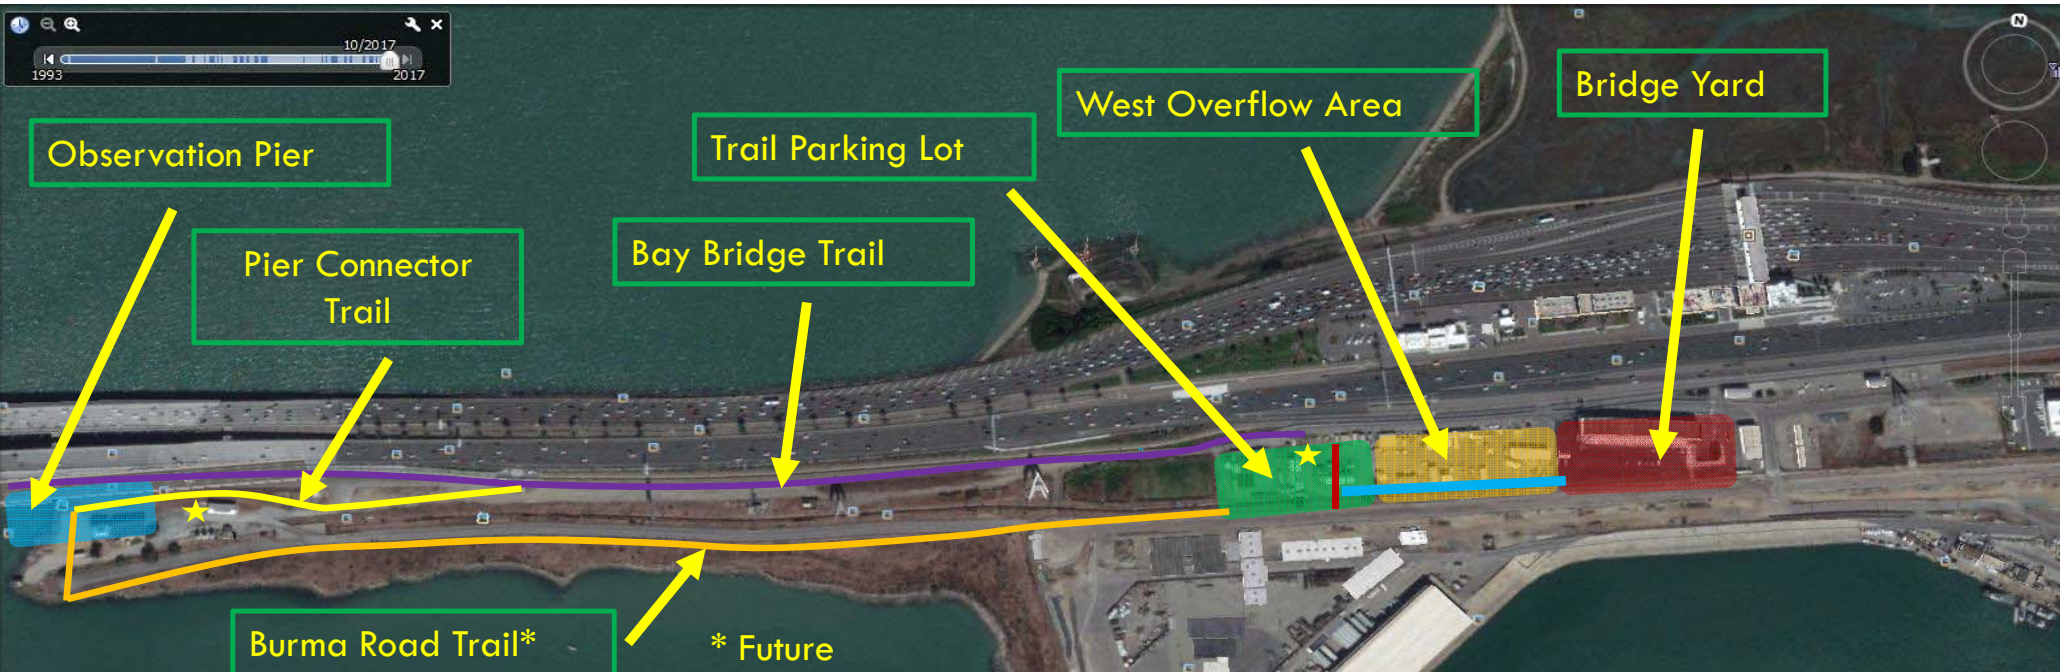 10/2017
1993
2017
N
Observation Pier
Pier Connector
Trail
Bay Bridge Trail
Trail Parking Lot
West Overflow Area
Bridge Yard
Burma Road Trail*
* Future